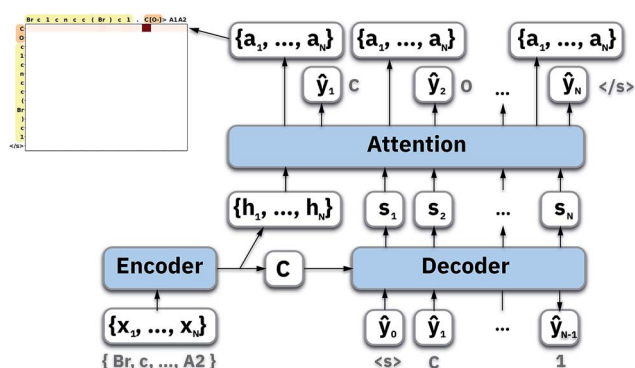 Br c 1 c n c c ( Br ) c 1 . C(O-)> A1A2
C
O
c
1
c
n
c
c
(
Br
)
c
1
</s>
{a₁, ..., aₙ} {a₁, ..., aₙ} {a₁, ..., aₙ}
ŷ₁ C ŷ₂ O ... ŷₙ </s>
Attention
{h₁, ..., hₙ} s₁ s₂ ... sₙ
Encoder C Decoder
{x₁, ..., xₙ} ŷ₀ ŷ₁ ... ŷₙ₋₁
{ Br, c, ..., A2 } <s> C 1